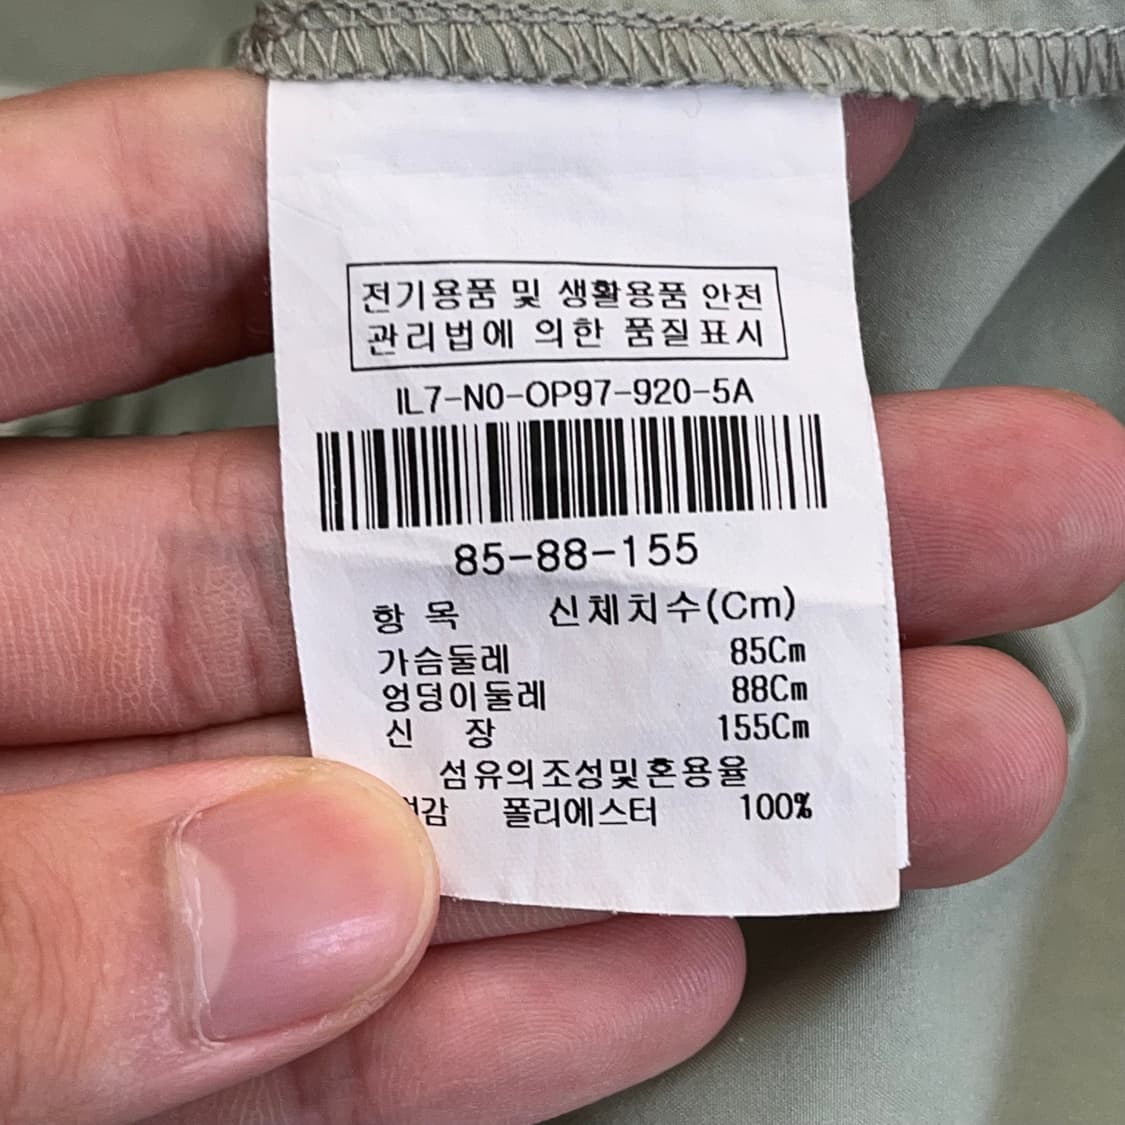 전기용품 및 생활용품 안전
관리법에 의한 품질표시
IL7-N0-OP97-920-5A
85-88-155
항 목 신체치수(Cm)
가슴둘레 85Cm
엉덩이둘레 88Cm
신 장 155Cm
섬유의조성및혼용율
폴리에스터 100%